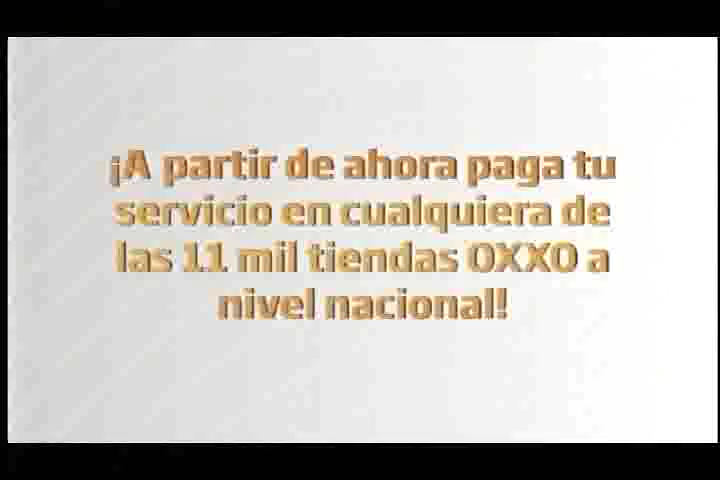 ¡A partir de ahora paga tu
servicio en cualquiera de
las 11 mil tiendas OXXO a
nivel nacional!